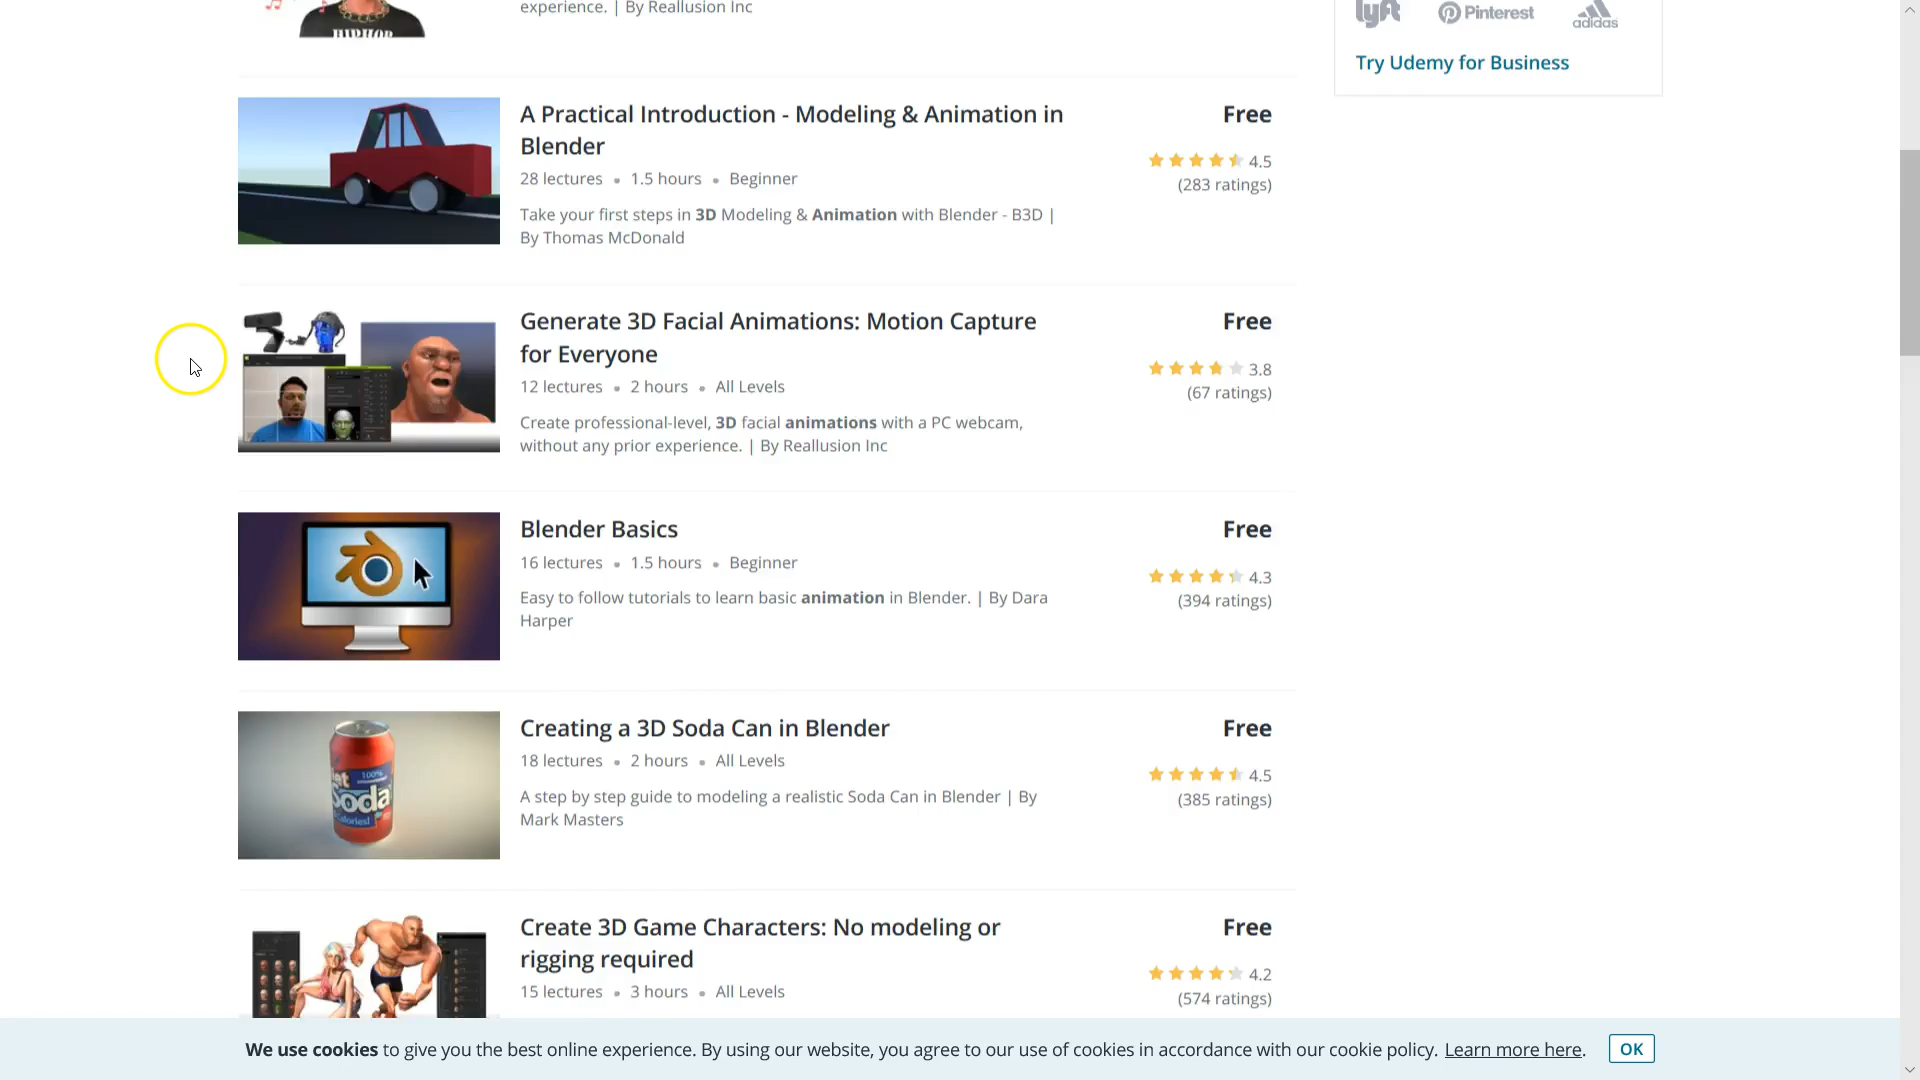 experience. | By Reallusion Inc
HIPHOP
lyft Pinterest adidas
Try Udemy for Business
A Practical Introduction - Modeling & Animation in
Blender
Free
28 lectures • 1.5 hours • Beginner
4.5
(283 ratings)
Take your first steps in 3D Modeling & Animation with Blender - B3D |
By Thomas McDonald
Generate 3D Facial Animations: Motion Capture
for Everyone
Free
12 lectures • 2 hours • All Levels
3.8
(67 ratings)
Create professional-level, 3D facial animations with a PC webcam,
without any prior experience. | By Reallusion Inc
Blender Basics
Free
16 lectures • 1.5 hours • Beginner
4.3
(394 ratings)
Easy to follow tutorials to learn basic animation in Blender. | By Dara
Harper
Creating a 3D Soda Can in Blender
Free
18 lectures • 2 hours • All Levels
4.5
(385 ratings)
A step by step guide to modeling a realistic Soda Can in Blender | By
Mark Masters
100%
Soda
Create 3D Game Characters: No modeling or
rigging required
Free
15 lectures • 3 hours • All Levels
4.2
(574 ratings)
We use cookies to give you the best online experience. By using our website, you agree to our use of cookies in accordance with our cookie policy. Learn more here. OK